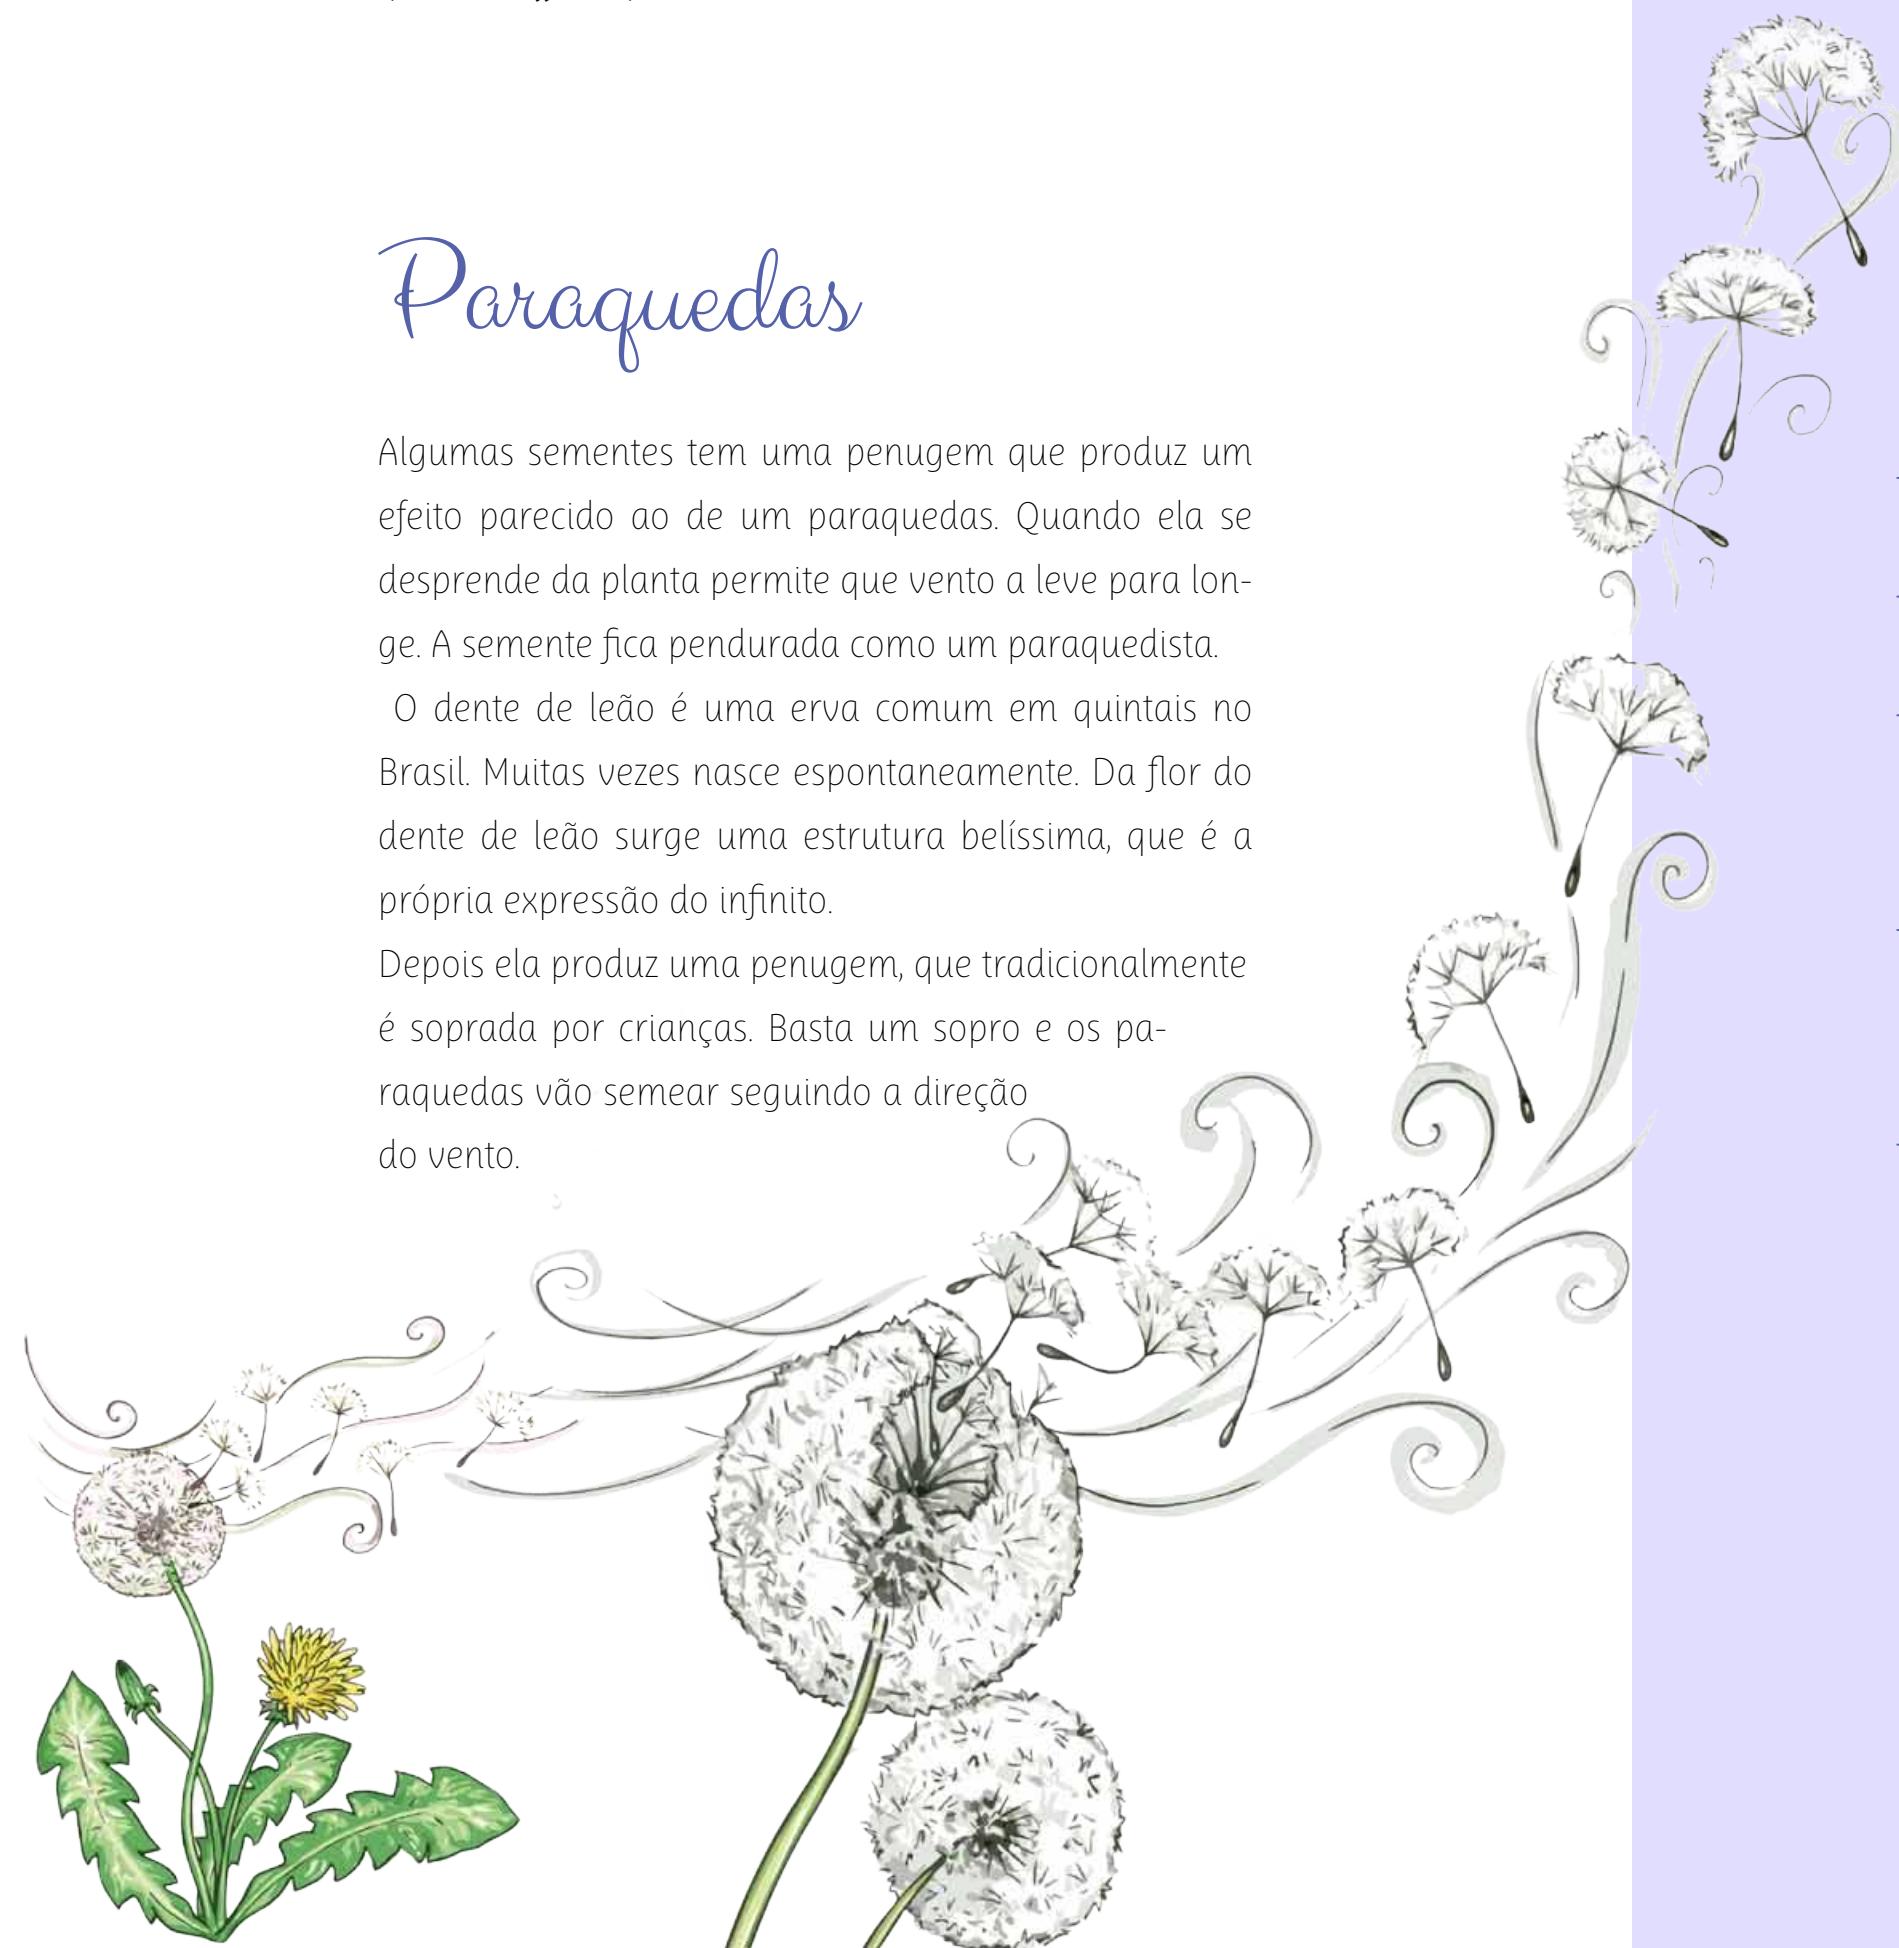 Paraquedas
Algumas sementes tem uma penugem que produz um
efeito parecido ao de um paraquedas. Quando ela se
desprende da planta permite que vento a leve para lon-
ge. A semente fica pendurada como um paraquedista.
O dente de leão é uma erva comum em quintais no
Brasil. Muitas vezes nasce espontaneamente. Da flor do
dente de leão surge uma estrutura belíssima, que é a
própria expressão do infinito.
Depois ela produz uma penugem, que tradicionalmente
é soprada por crianças. Basta um sopro e os pa-
raquedas vão semear seguindo a direção
do vento.